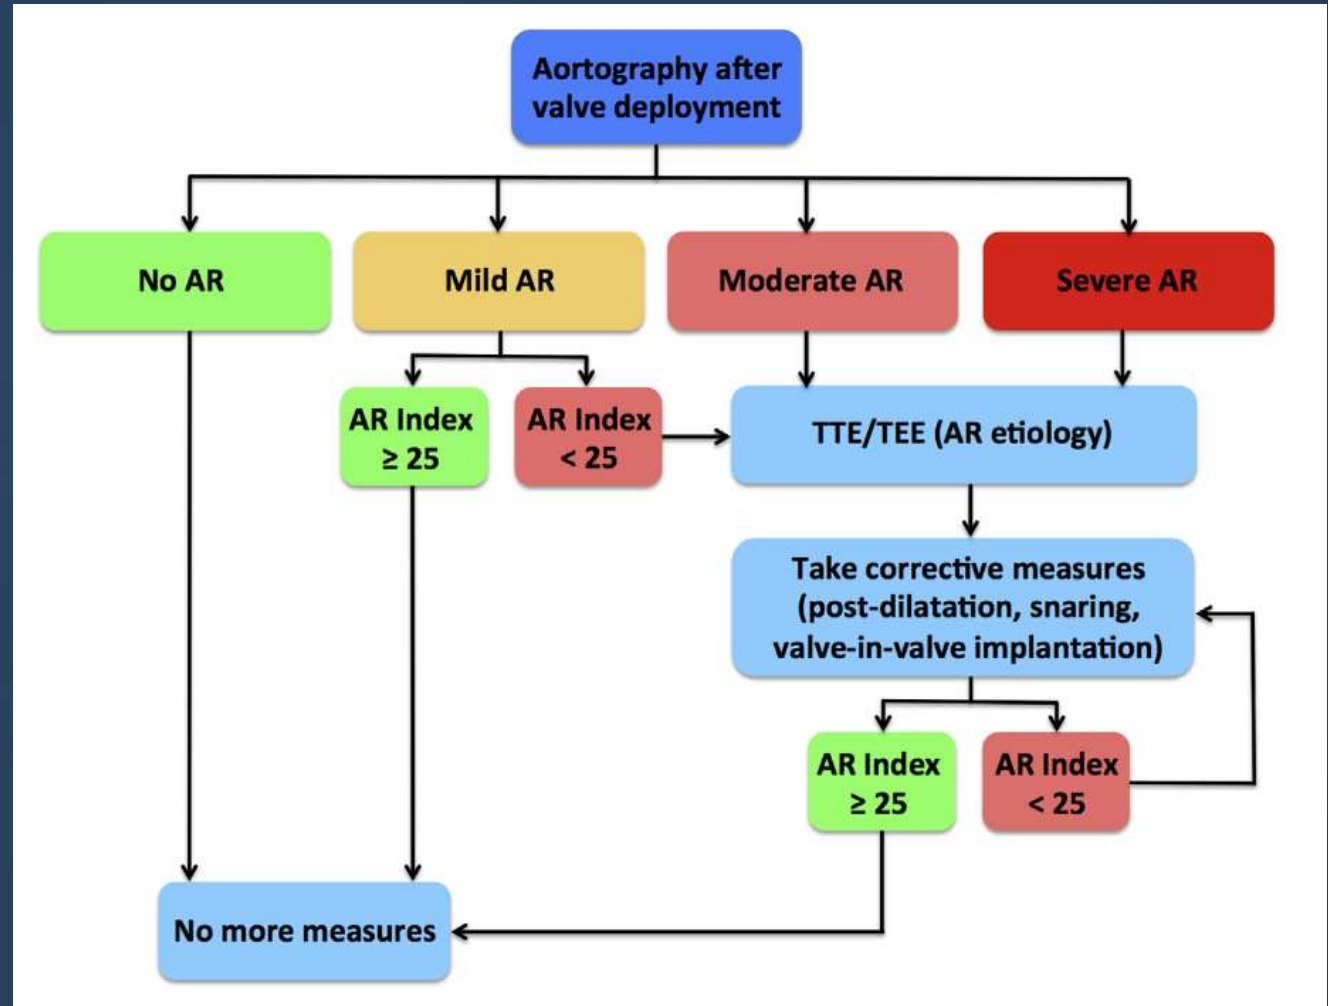 Aortography after
valve deployment
No AR
Mild AR
Moderate AR
Severe AR
AR Index
≥ 25
AR Index
< 25
TTE/TEE (AR etiology)
Take corrective measures
(post-dilatation, snaring,
valve-in-valve implantation)
AR Index
≥ 25
AR Index
< 25
No more measures